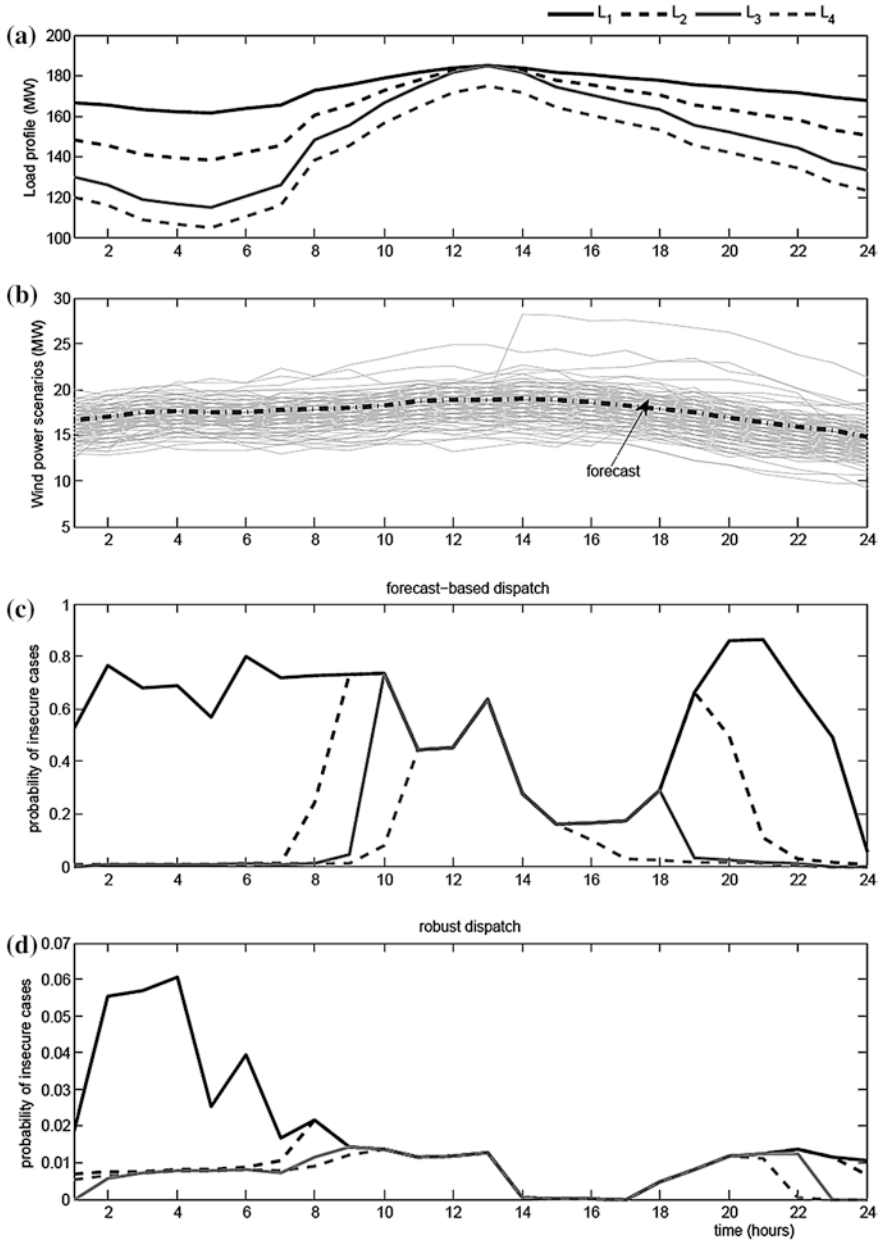 L1 L2 L3 L4
(a)
Load profile (MW)
200
180
160
140
120
100
2 4 6 8 10 12 14 16 18 20 22 24
(b)
Wind power scenarios (MW)
30
25
20
15
10
5
forecast
2 4 6 8 10 12 14 16 18 20 22 24
forecast-based dispatch
(c)
probability of insecure cases
1
0.8
0.6
0.4
0.2
0
2 4 6 8 10 12 14 16 18 20 22 24
robust dispatch
(d)
probability of insecure cases
0.07
0.06
0.05
0.04
0.03
0.02
0.01
0
2 4 6 8 10 12 14 16 18 20 22 24
time (hours)